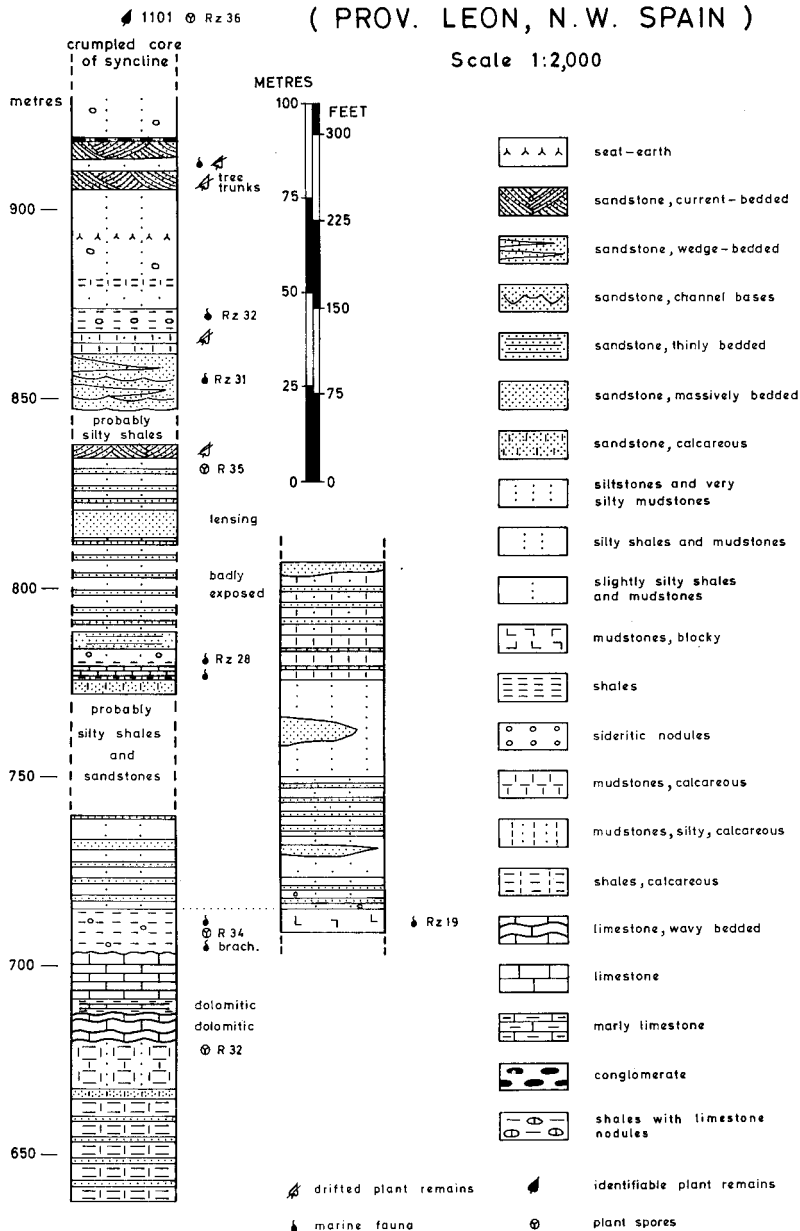 ( PROV. LEON, N.W. SPAIN )
Scale 1:2,000
1101 Rz 36
crumpled core
of syncline
metres
900
850
800
750
700
650
tree
trunks
Rz 32
Rz 31
probably
silty shales
R 35
lensing
badly
exposed
Rz 28
probably
silty shales
and
sandstones
R 34
brach.
dolomitic
dolomitic
R 32
METRES
FEET
100
75
50
25
0
300
225
150
75
0
Rz 19
seat-earth
sandstone, current-bedded
sandstone, wedge-bedded
sandstone, channel bases
sandstone, thinly bedded
sandstone, massively bedded
sandstone, calcareous
siltstones and very
silty mudstones
silty shales and mudstones
slightly silty shales
and mudstones
mudstones, blocky
shales
sideritic nodules
mudstones, calcareous
mudstones, silty, calcareous
shales, calcareous
limestone, wavy bedded
limestone
marly limestone
conglomerate
shales with limestone
nodules
drifted plant remains
identifiable plant remains
marine fauna
plant spores